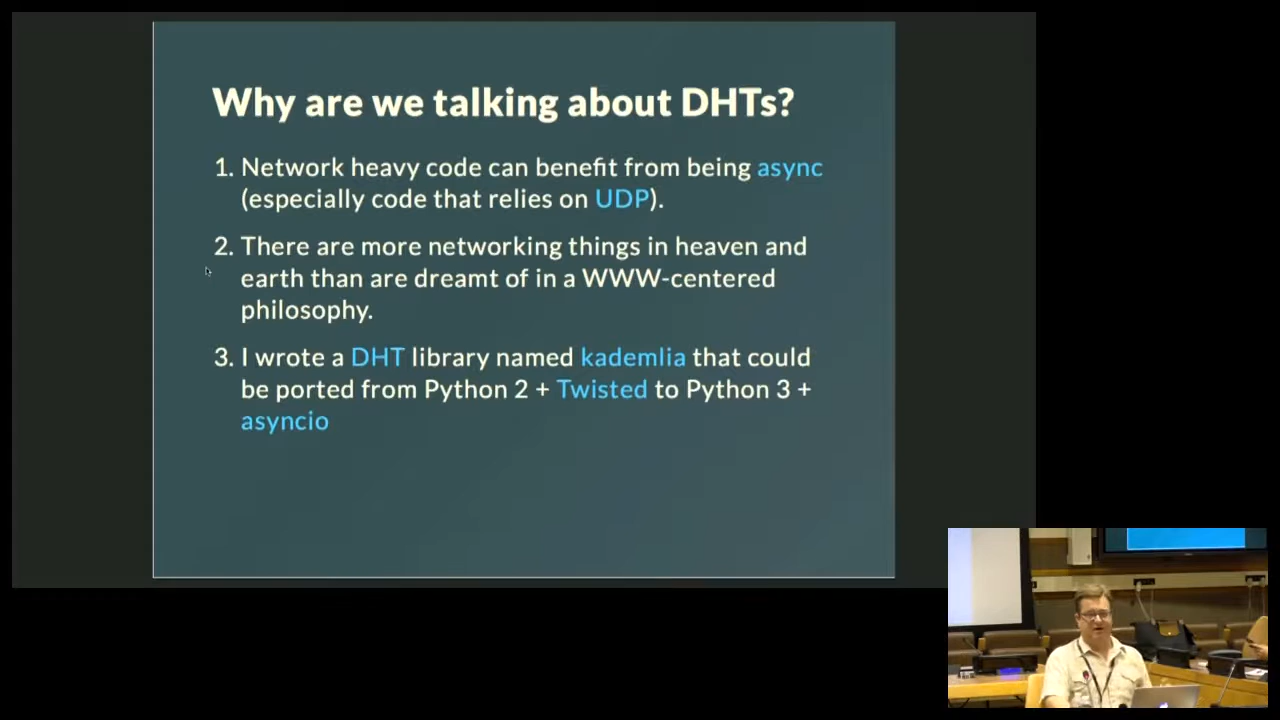 Why are we talking about DHTs?
1. Network heavy code can benefit from being async
(especially code that relies on UDP).
2. There are more networking things in heaven and
earth than are dreamt of in a WWW-centered
philosophy.
3. I wrote a DHT library named kademlia that could
be ported from Python 2 + Twisted to Python 3 +
asyncio